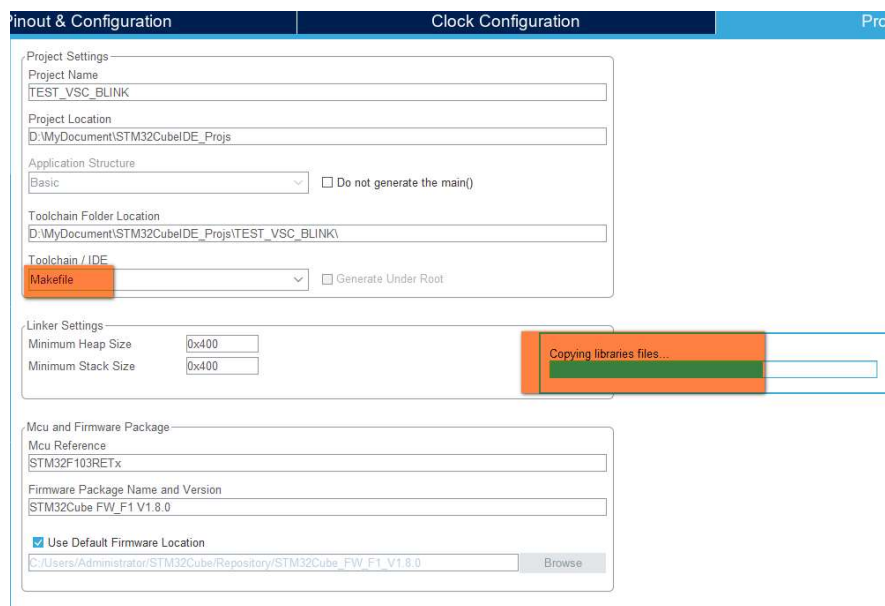 Pinout & Configuration
Clock Configuration
Pro
Project Settings
Project Name
TEST_VSC_BLINK
Project Location
D:\MyDocument\STM32CubeIDE_Projs
Application Structure
Basic
Do not generate the main()
Toolchain Folder Location
D:\MyDocument\STM32CubeIDE_Projs\TEST_VSC_BLINK\
Toolchain / IDE
Makefile
Generate Under Root
Linker Settings
Minimum Heap Size
0x400
Minimum Stack Size
0x400
Copying libraries files...
Mcu and Firmware Package
Mcu Reference
STM32F103RETx
Firmware Package Name and Version
STM32Cube FW_F1 V1.8.0
Use Default Firmware Location
C:/Users/Administrator/STM32Cube/Repository/STM32Cube_FW_F1_V1.8.0
Browse